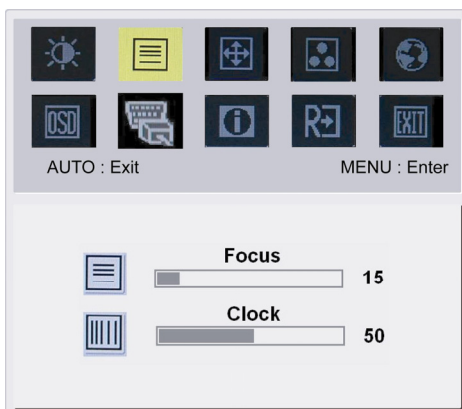 OSD
R
EXIT
AUTO : Exit
MENU : Enter
Focus
15
Clock
50